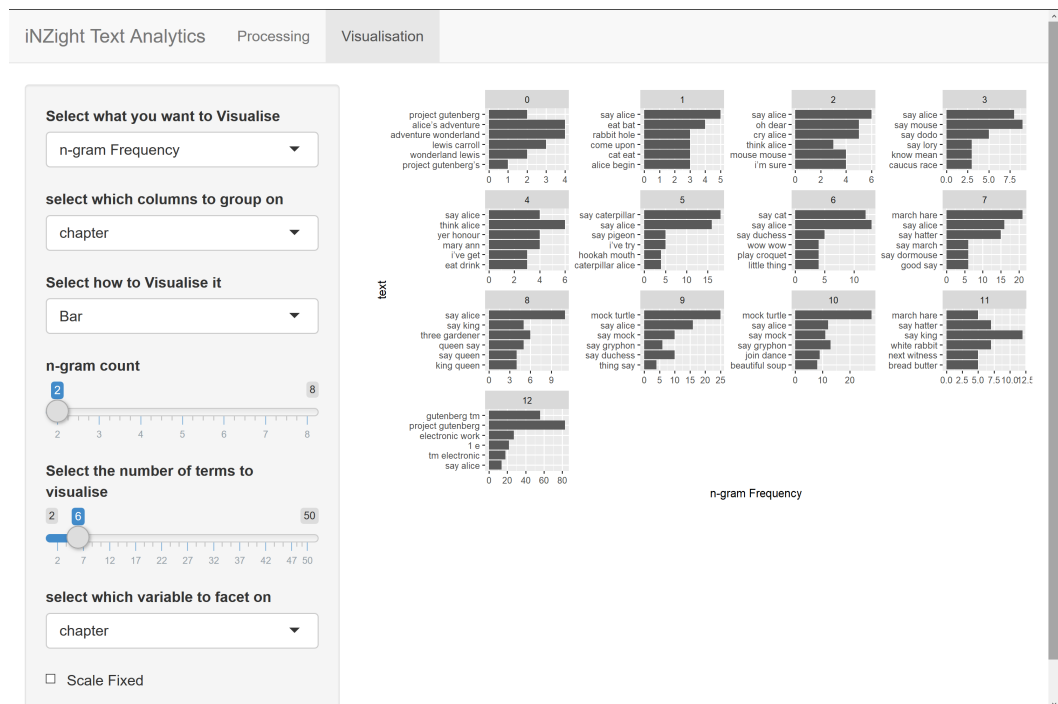 iNZight Text Analytics Processing Visualisation
Select what you want to Visualise
n-gram Frequency
select which columns to group on
chapter
Select how to Visualise it
Bar
n-gram count
2 8
2 3 4 5 6 7 8
Select the number of terms to
visualise
2 6 50
2 7 12 17 22 27 32 37 42 47 50
select which variable to facet on
chapter
Scale Fixed
text
0
project gutenberg
alice's adventure
adventure wonderland
lewis carroll
wonderland lewis
project gutenberg's
0 1 2 3 4
1
say alice
eat bat
rabbit hole
come upon
cat eat
alice begin
0 1 2 3 4 5
2
say alice
oh dear
cry alice
think alice
mouse mouse
i'm sure
0 2 4 6
3
say alice
say mouse
say dodo
say lory
know mean
caucus race
0.0 2.5 5.0 7.5
4
say alice
think alice
yer honour
mary ann
i've get
eat drink
0 2 4 6
5
say caterpillar
say alice
say pigeon
i've try
hookah mouth
caterpillar alice
0 5 10 15
6
say cat
say alice
say duchess
wow wow
play croquet
little thing
0 5 10
7
march hare
say alice
say hatter
say march
say dormouse
good say
0 5 10 15 20
8
say alice
say king
three gardener
queen say
say queen
king queen
0 3 6 9
9
mock turtle
say alice
say mock
say gryphon
say duchess
thing say
0 5 10 15 20 25
10
mock turtle
say alice
say mock
say gryphon
join dance
beautiful soup
0 10 20
11
march hare
say hatter
say king
white rabbit
next witness
bread butter
0.0 2.5 5.0 7.5 10.0 12.5
12
gutenberg tm
project gutenberg
electronic work
1 e
tm electronic
say alice
0 20 40 60 80
n-gram Frequency